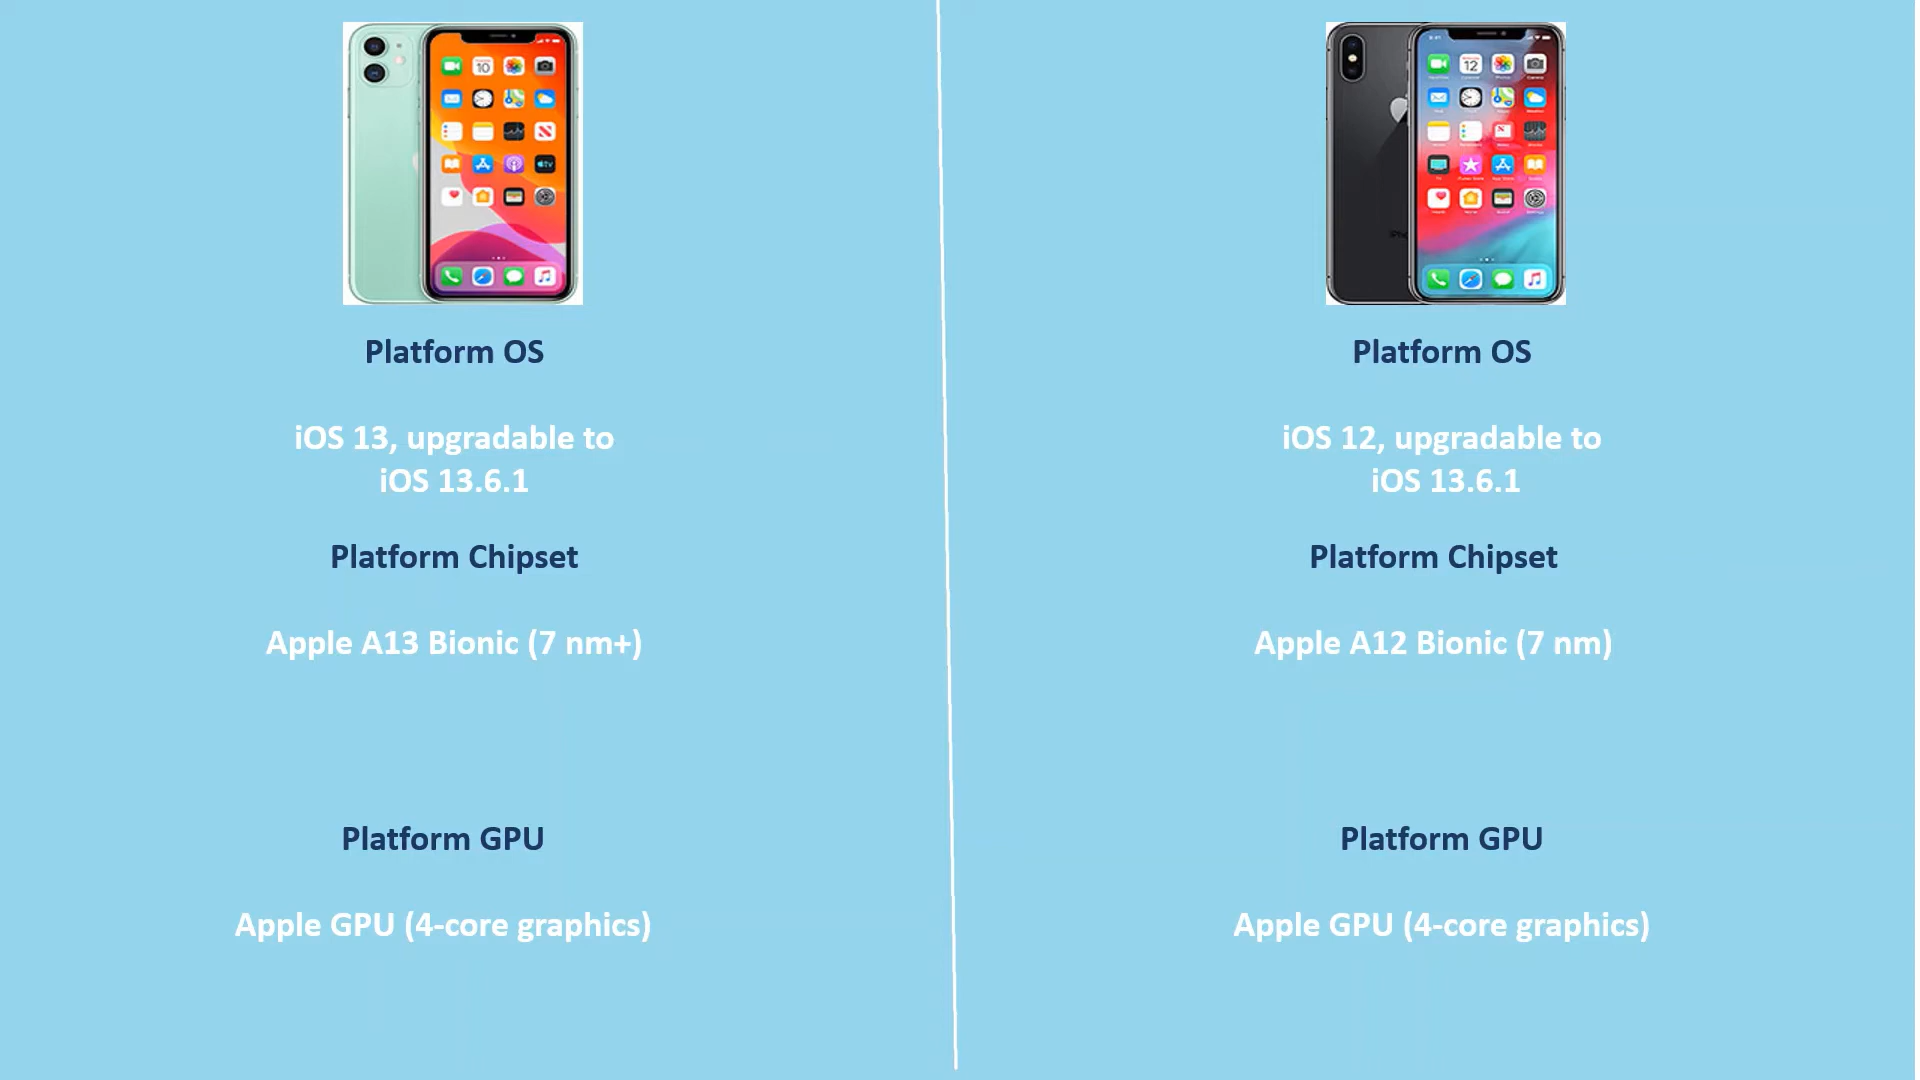 Platform OS
iOS 13, upgradable to
iOS 13.6.1
Platform Chipset
Apple A13 Bionic (7 nm+)
Platform GPU
Apple GPU (4-core graphics)
Platform OS
iOS 12, upgradable to
iOS 13.6.1
Platform Chipset
Apple A12 Bionic (7 nm)
Platform GPU
Apple GPU (4-core graphics)